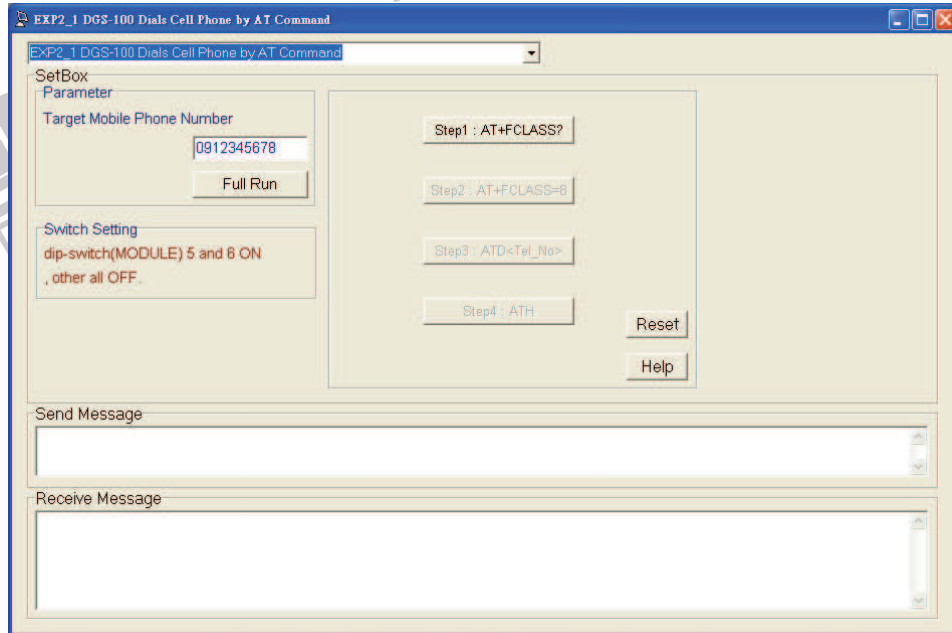 EXP2_1 DGS-100 Dials Cell Phone by AT Command
EXP2_1 DGS-100 Dials Cell Phone by AT Command
SetBox
Parameter
Target Mobile Phone Number
0912345678
Full Run
Switch Setting
dip-switch(MODULE) 5 and 6 ON
, other all OFF.
Step1 : AT+FCLASS?
Step2 : AT+FCLASS=8
Step3 : ATD<Tel_No>
Step4 : ATH
Reset
Help
Send Message
Receive Message